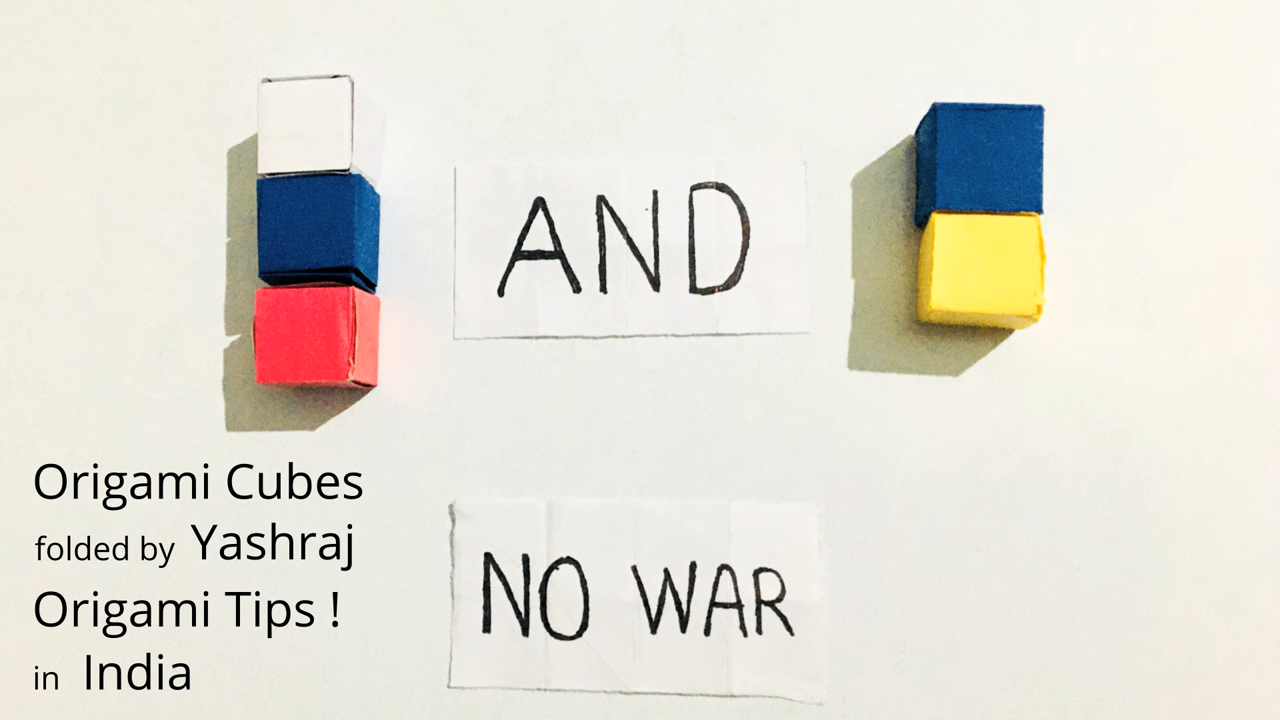 AND
NO WAR
Origami Cubes
folded by Yashraj
Origami Tips !
in India